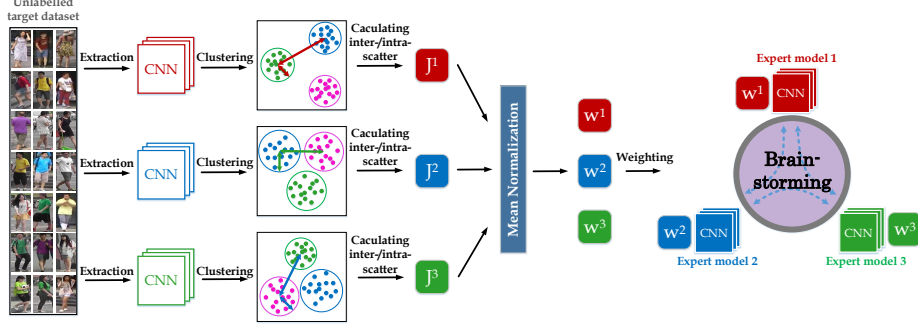 Unlabelled
target dataset
Extraction
CNN
Clustering
Caculating
inter-/intra-
scatter
J¹
Extraction
CNN
Clustering
Caculating
inter-/intra-
scatter
J²
Extraction
CNN
Clustering
Caculating
inter-/intra-
scatter
J³
Mean Normalization
w¹
w²
w³
Weighting
Expert model 1
w¹ CNN
Brain-
storming
w² CNN
Expert model 2
CNN w³
Expert model 3